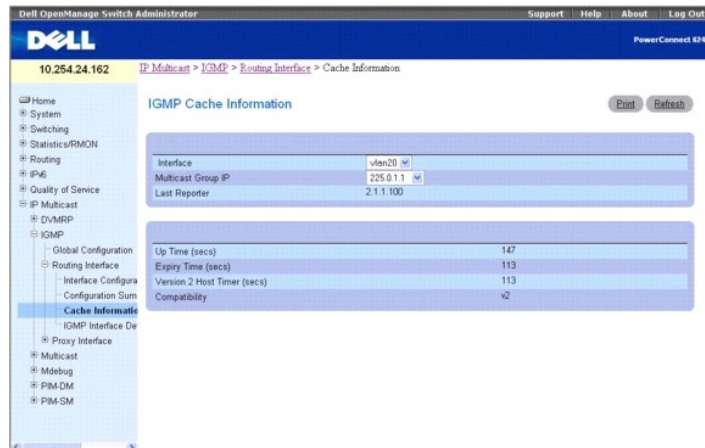 Dell OpenManage Switch Administrator
Support Help About Log Out
DELL
PowerConnect 624
10.254.24.162
IP Multicast > IGMP > Routing Interface > Cache Information
Home
System
Switching
Statistics/RMON
Routing
IPv6
Quality of Service
IP Multicast
DVMRP
IGMP
Global Configuration
Routing Interface
Interface Configura
Configuration Sum
Cache Informatio
IGMP Interface De
Proxy Interface
Multicast
Mdebug
PIM-DM
PIM-SM
IGMP Cache Information
Print Refresh
Interface vlan20
Multicast Group IP 225.0.1.1
Last Reporter 2.1.1.100
Up Time (secs) 147
Expiry Time (secs) 113
Version 2 Host Timer (secs) 113
Compatibility v2